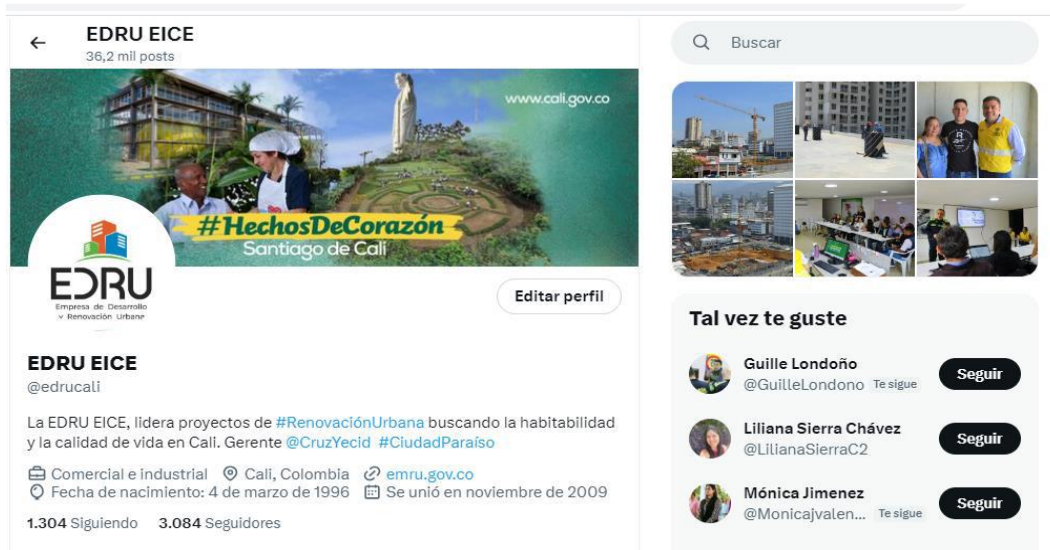 EDRU EICE
36,2 mil posts
www.cali.gov.co
#HechosDeCorazón
Santiago de Cali
EDRU
Empresa de Desarrollo
y Renovación Urbana
Editar perfil
EDRU EICE
@edrucali
La EDRU EICE, lidera proyectos de #RenovaciónUrbana buscando la habitabilidad
y la calidad de vida en Cali. Gerente @CruzYecid #CiudadParaíso
Comercial e industrial Cali, Colombia emru.gov.co
Fecha de nacimiento: 4 de marzo de 1996 Se unió en noviembre de 2009
1.304 Siguiendo 3.084 Seguidores
Buscar
Tal vez te guste
Guille Londoño
@GuilleLondono Te sigue
Seguir
Liliana Sierra Chávez
@LilianaSierraC2
Seguir
Mónica Jimenez
@Monicajvalen... Te sigue
Seguir